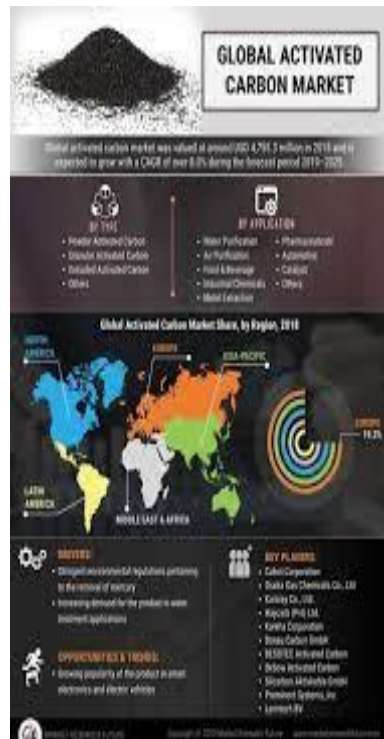 GLOBAL ACTIVATED
CARBON MARKET
Global activated carbon market was valued at around USD million in 2018 and is
expected to grow with a CAGR of over 8.0% during the forecast period 2019–2025.
BY TYPE
• Powder Activated Carbon
• Granular Activated Carbon
• Activated Carbon
• Others
BY APPLICATION
• Water Purification
• Air Purification
• Food & Beverage
• Industrial Chemicals
• Metal Extraction
• Pharmaceuticals
• Automotive
• Catalyst
• Others
Global Activated Carbon Market Share, by Region, 2018
NORTH
AMERICA
EUROPE
ASIA-PACIFIC
LATIN
AMERICA
MIDDLE EAST & AFRICA
EUROPE
DRIVERS:
• Stringent environmental regulations pertaining
to the removal of mercury
• Increasing demand for the product in water
treatment applications
OPPORTUNITIES & TRENDS:
• Growing popularity of the product in smart
electronics and electric vehicles
KEY PLAYERS:
• Cabot Corporation
• Osaka Gas Chemicals Co., Ltd
• Kuraray Co., Ltd.
• Haycarb (Pvt) Ltd.
• Kureha Corporation
• Donau Carbon GmbH
• DESOTEC Activated Carbon
• Oxbow Activated Carbon
• Silcarbon Aktivkohle GmbH
• Prominent Systems, Inc